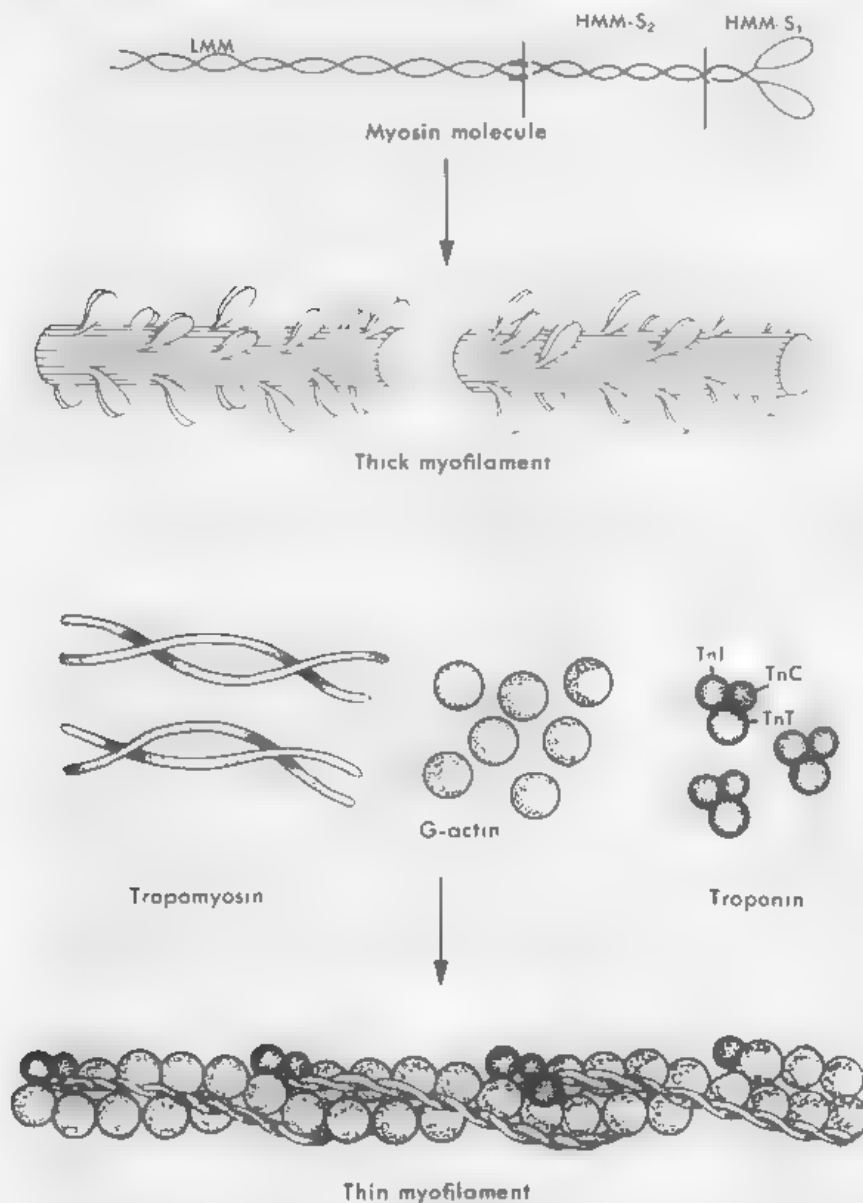 LMM
HMM-S₂
HMM-S₁
Myosin molecule
Thick myofilament
TnI
TnC
TnT
G-actin
Tropomyosin
Troponin
Thin myofilament